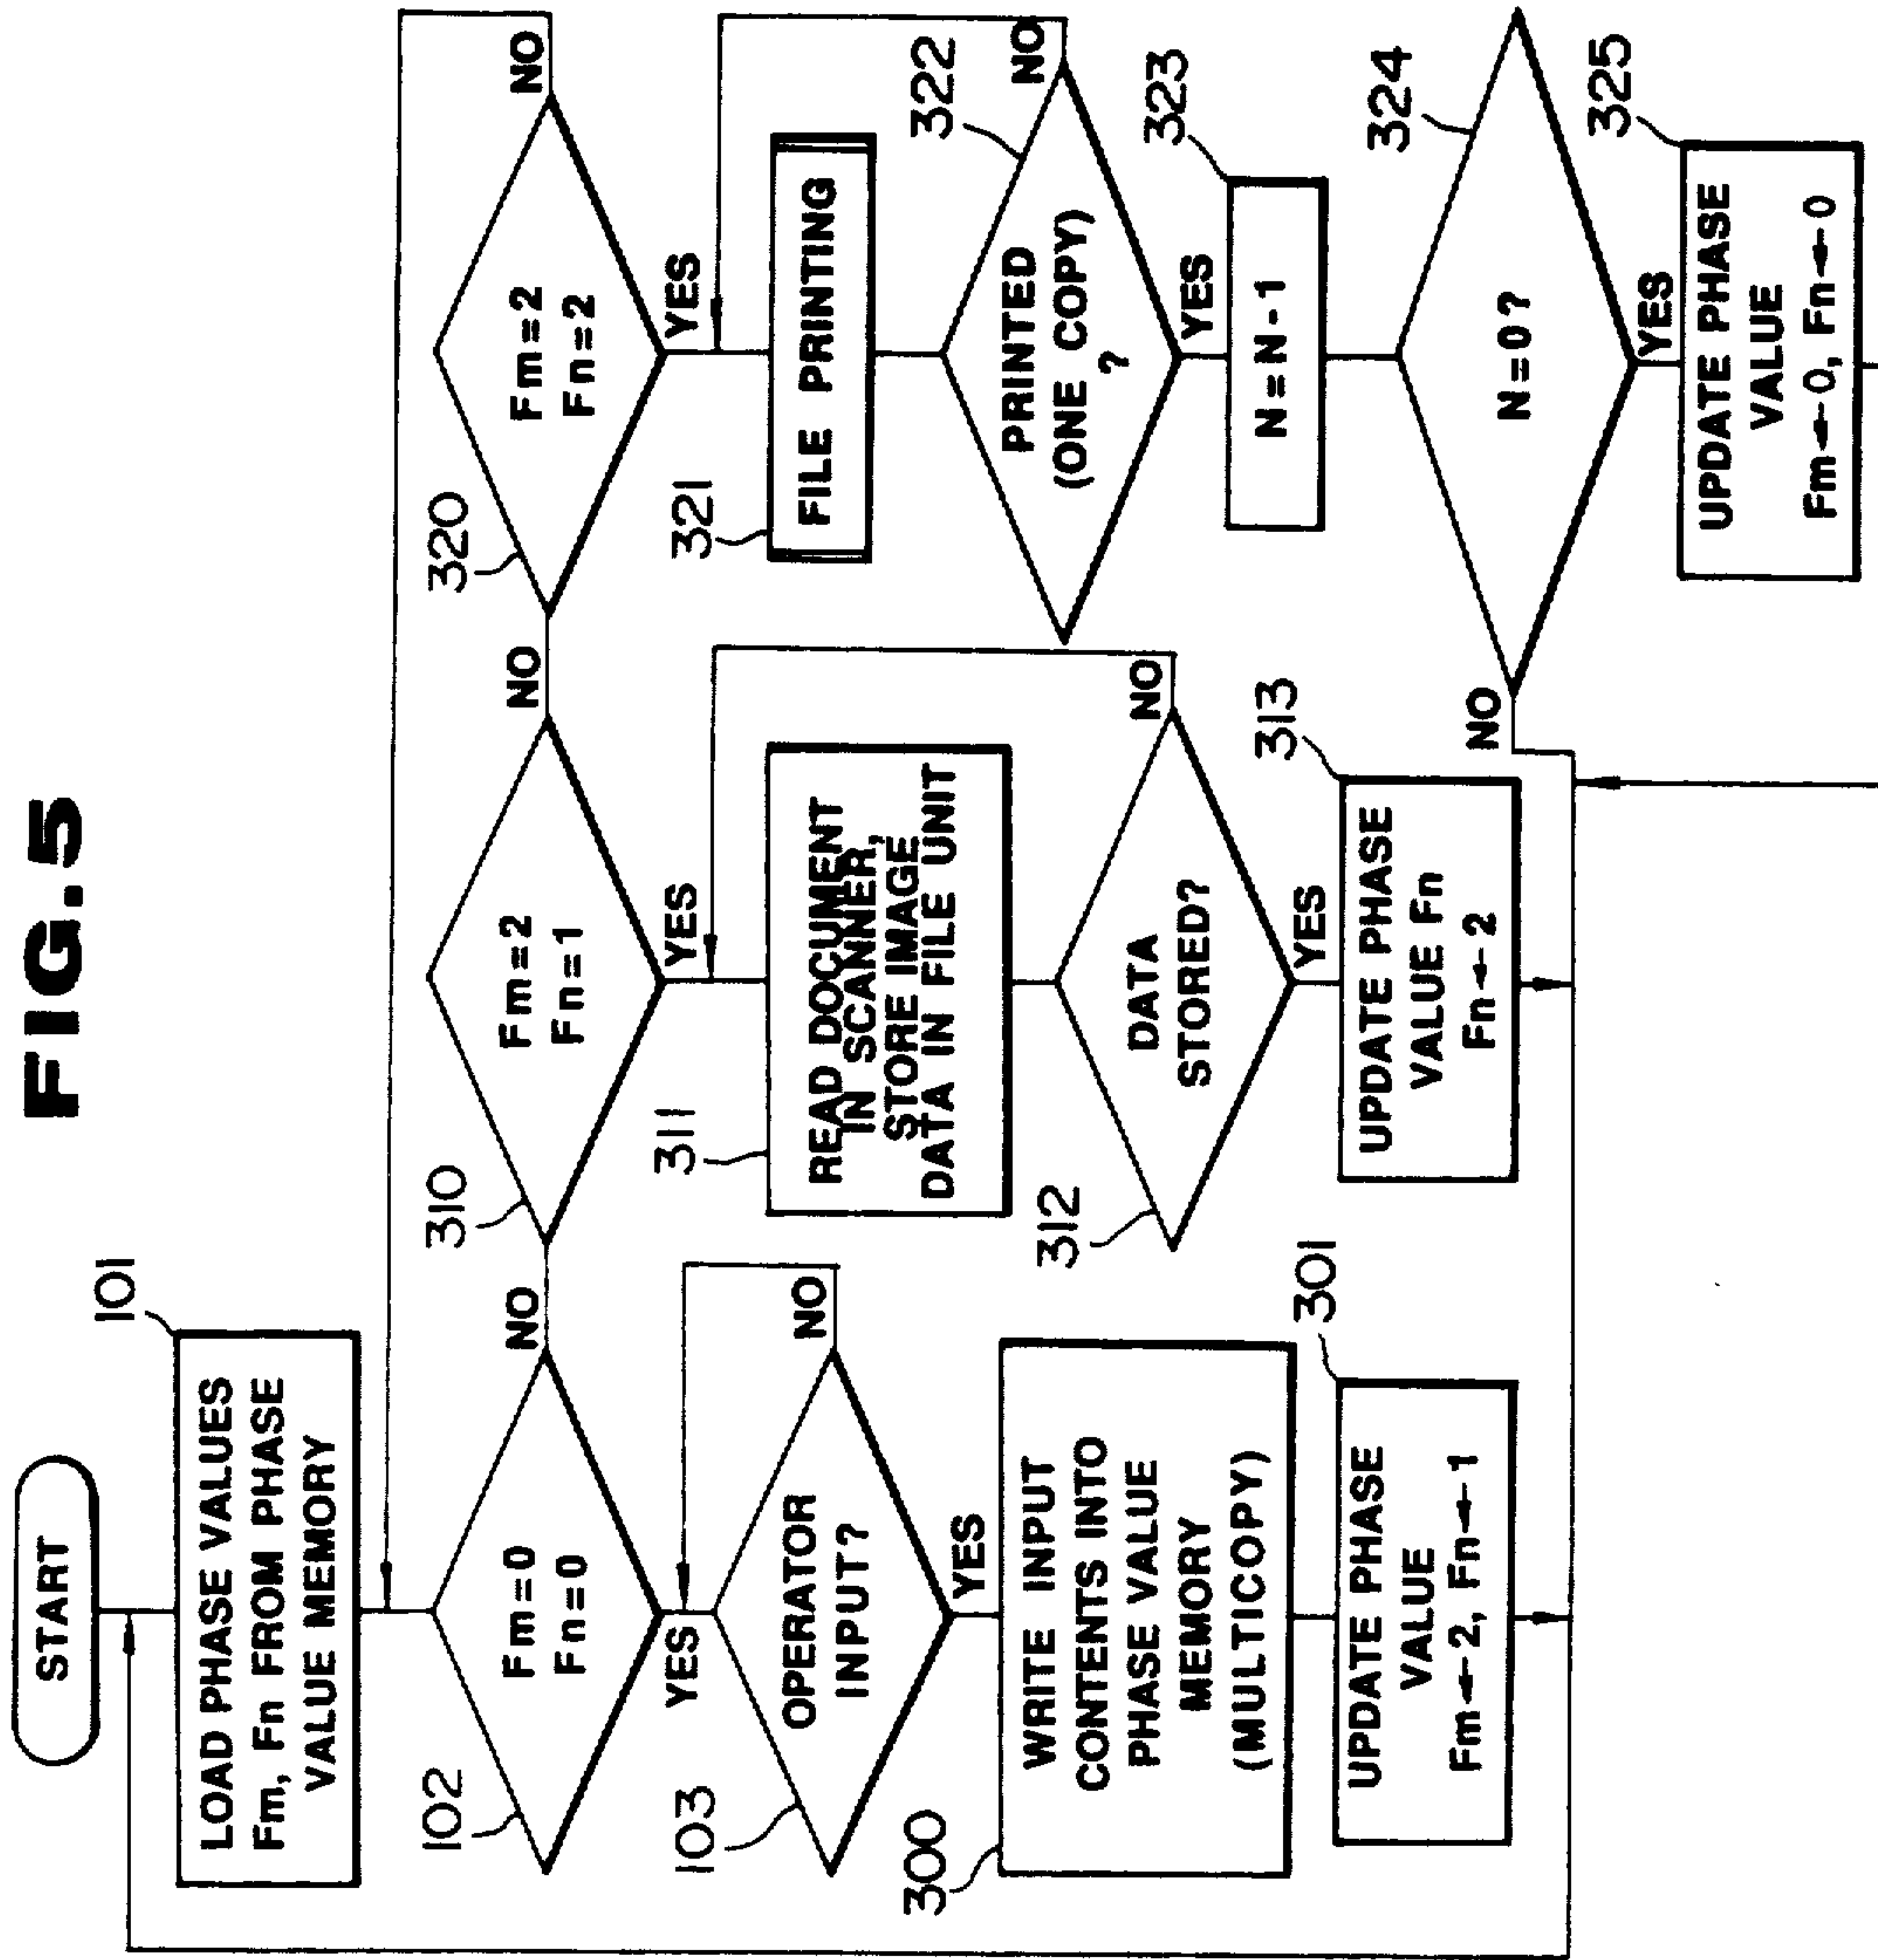 FIG.5
START
101
LOAD PHASE VALUES
Fm, Fn FROM PHASE
VALUE MEMORY
102
Fm=0
Fn=0
NO
YES
103
OPERATOR
INPUT?
NO
YES
300
WRITE INPUT
CONTENTS INTO
PHASE VALUE
MEMORY
(MULTICOPY)
301
UPDATE PHASE
VALUE
Fm←2, Fn←1
310
Fm=2
Fn=1
NO
YES
311
READ DOCUMENT
IN SCANNER,
STORE IMAGE
DATA IN FILE UNIT
312
DATA
STORED?
NO
YES
313
UPDATE PHASE
VALUE Fn
Fn←2
320
Fm=2
Fn=2
NO
YES
321
FILE PRINTING
322
PRINTED
(ONE COPY)
?
NO
YES
323
N=N-1
324
N=0?
NO
YES
325
UPDATE PHASE
VALUE
Fm←0, Fn←0